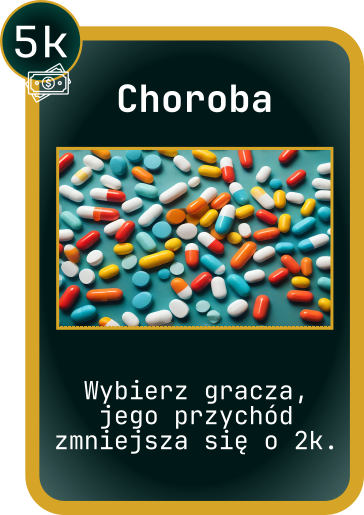 5k
Choroba
Wybierz gracza,
jego przychód
zmniejsza się o 2k.